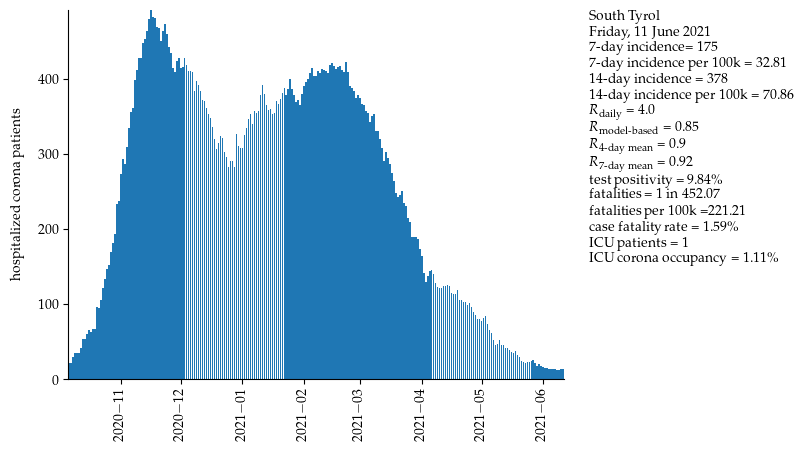 South Tyrol
Friday, 11 June 2021
7-day incidence= 175
7-day incidence per 100k = 32.81
14-day incidence = 378
14-day incidence per 100k = 70.86
R_daily = 4.0
R_model-based = 0.85
R_4-day mean = 0.9
R_7-day mean = 0.92
test positivity = 9.84%
fatalities = 1 in 452.07
fatalities per 100k =221.21
case fatality rate = 1.59%
ICU patients = 1
ICU corona occupancy = 1.11%
hospitalized corona patients
400
300
200
100
0
2020−11
2020−12
2021−01
2021−02
2021−03
2021−04
2021−05
2021−06